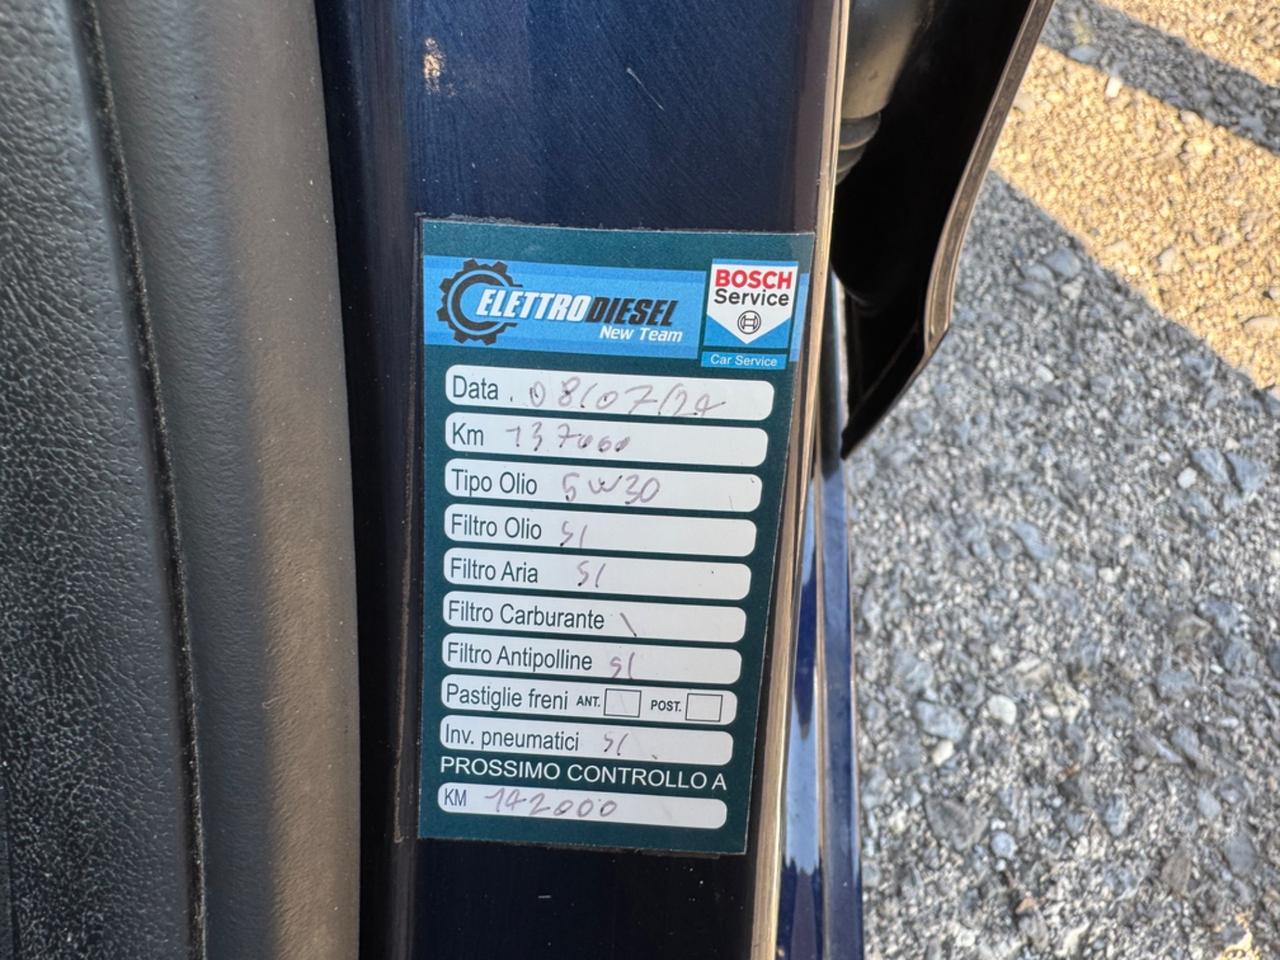 ELETTRODIESEL
New Team
BOSCH
Service
Car Service
Data . 08/07/24
Km 137000
Tipo Olio 5W30
Filtro Olio SI
Filtro Aria SI
Filtro Carburante \
Filtro Antipolline SI
Pastiglie freni ANT. POST.
Inv. pneumatici SI
PROSSIMO CONTROLLO A
KM 142000